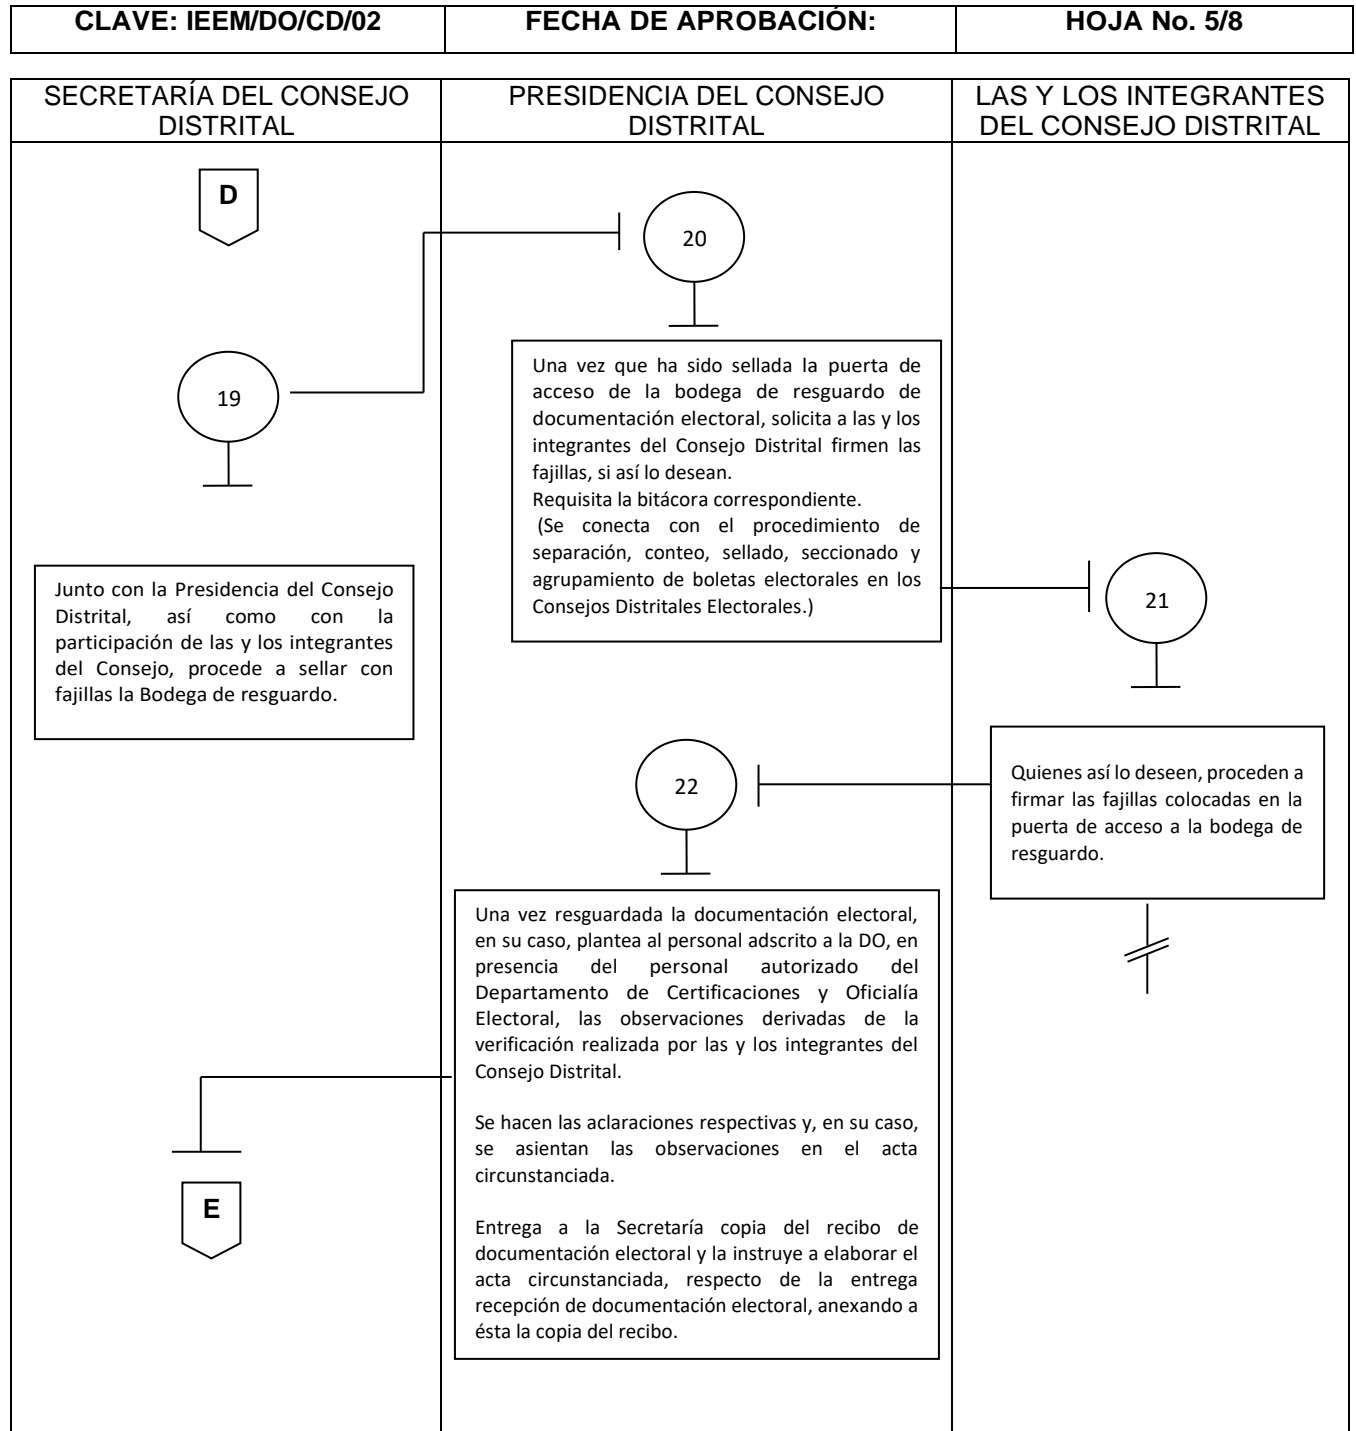 CLAVE: IEEM/DO/CD/02
FECHA DE APROBACIÓN:
HOJA No. 5/8
SECRETARÍA DEL CONSEJO
DISTRITAL
PRESIDENCIA DEL CONSEJO
DISTRITAL
LAS Y LOS INTEGRANTES
DEL CONSEJO DISTRITAL
D
19
Junto con la Presidencia del Consejo
Distrital, así como con la
participación de las y los integrantes
del Consejo, procede a sellar con
fajillas la Bodega de resguardo.
20
Una vez que ha sido sellada la puerta de
acceso de la bodega de resguardo de
documentación electoral, solicita a las y los
integrantes del Consejo Distrital firmen las
fajillas, si así lo desean.
Requisita la bitácora correspondiente.
(Se conecta con el procedimiento de
separación, conteo, sellado, seccionado y
agrupamiento de boletas electorales en los
Consejos Distritales Electorales.)
21
Quienes así lo deseen, proceden a
firmar las fajillas colocadas en la
puerta de acceso a la bodega de
resguardo.
22
Una vez resguardada la documentación electoral,
en su caso, plantea al personal adscrito a la DO, en
presencia del personal autorizado del
Departamento de Certificaciones y Oficialía
Electoral, las observaciones derivadas de la
verificación realizada por las y los integrantes del
Consejo Distrital.
Se hacen las aclaraciones respectivas y, en su caso,
se asientan las observaciones en el acta
circunstanciada.
Entrega a la Secretaría copia del recibo de
documentación electoral y la instruye a elaborar el
acta circunstanciada, respecto de la entrega
recepción de documentación electoral, anexando a
ésta la copia del recibo.
E